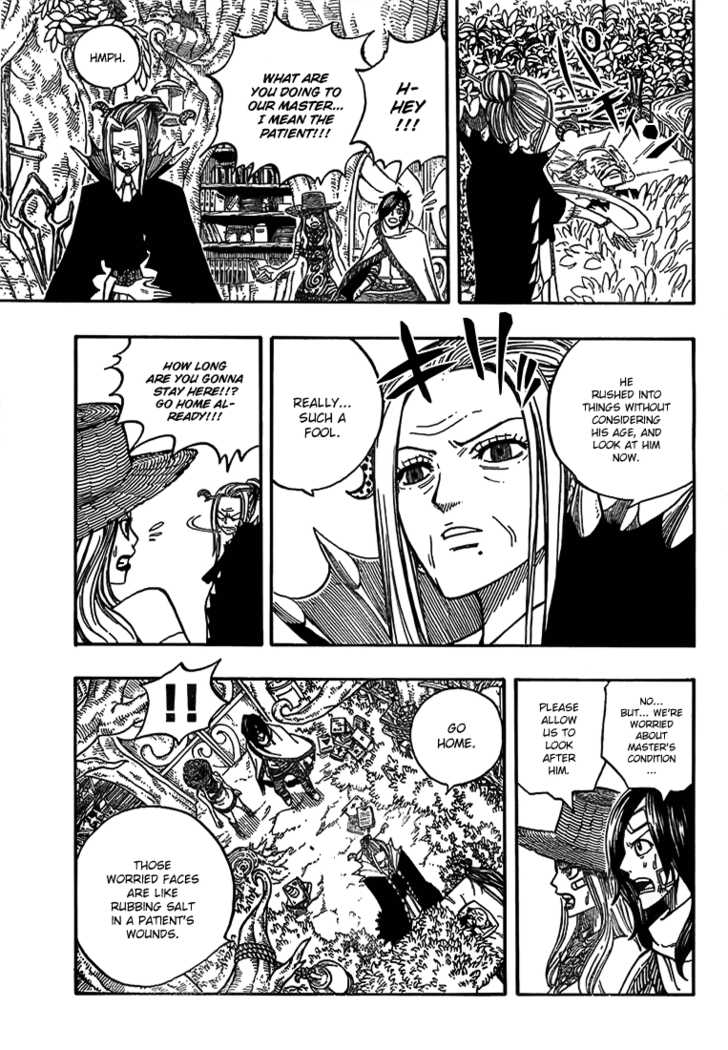 H-
HEY
!!!
WHAT ARE
YOU DOING TO
OUR MASTER...
I MEAN THE
PATIENT!!!
HMPH.
HE
RUSHED INTO
THINGS WITHOUT
CONSIDERING
HIS AGE, AND
LOOK AT HIM
NOW.
REALLY...
SUCH A
FOOL.
HOW LONG
ARE YOU GONNA
STAY HERE!!?
GO HOME AL-
READY!!!
NO...
BUT... WE'RE
WORRIED
ABOUT
MASTER'S
CONDITION
...
PLEASE
ALLOW
US TO
LOOK
AFTER
HIM.
GO
HOME.
!!
THOSE
WORRIED FACES
ARE LIKE
RUBBING SALT
IN A PATIENT'S
WOUNDS.